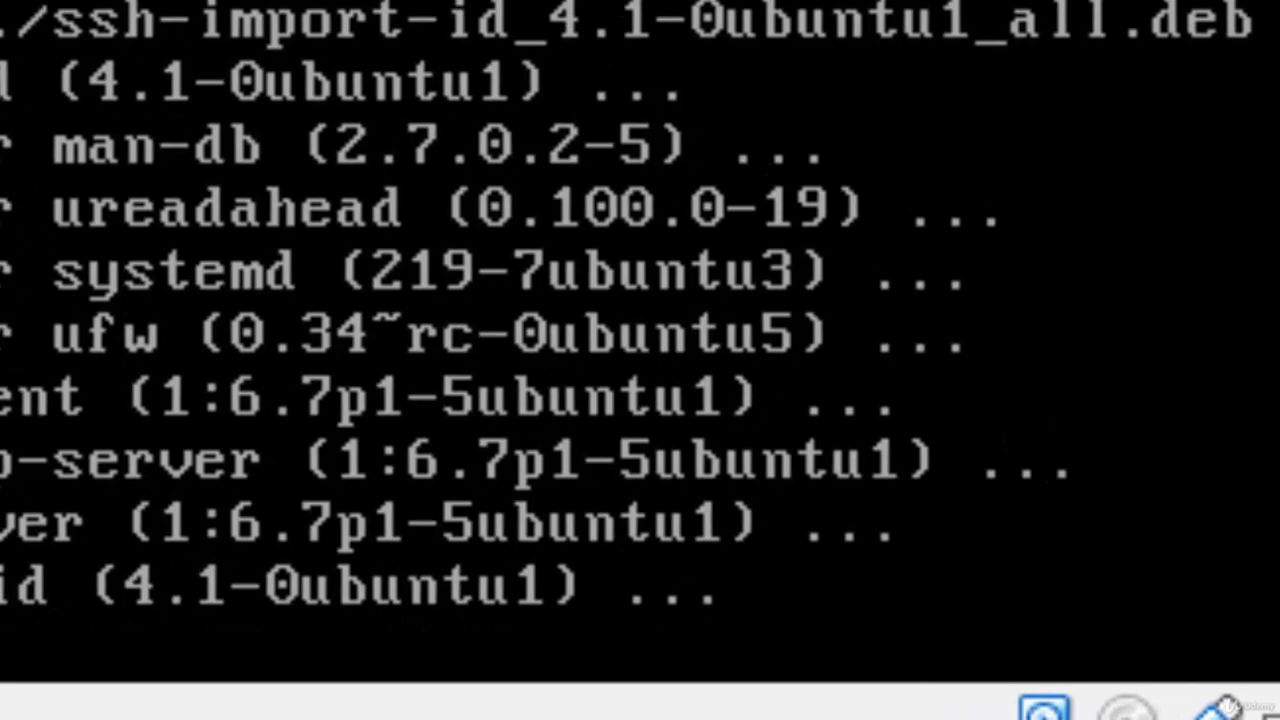 ./ssh-import-id_4.1-0ubuntu1_all.deb
d (4.1-0ubuntu1) ...
r man-db (2.7.0.2-5) ...
r ureadahead (0.100.0-19) ...
r systemd (219-7ubuntu3) ...
r ufw (0.34~rc-0ubuntu5) ...
ent (1:6.7p1-5ubuntu1) ...
p-server (1:6.7p1-5ubuntu1) ...
ver (1:6.7p1-5ubuntu1) ...
id (4.1-0ubuntu1) ...
Udemy